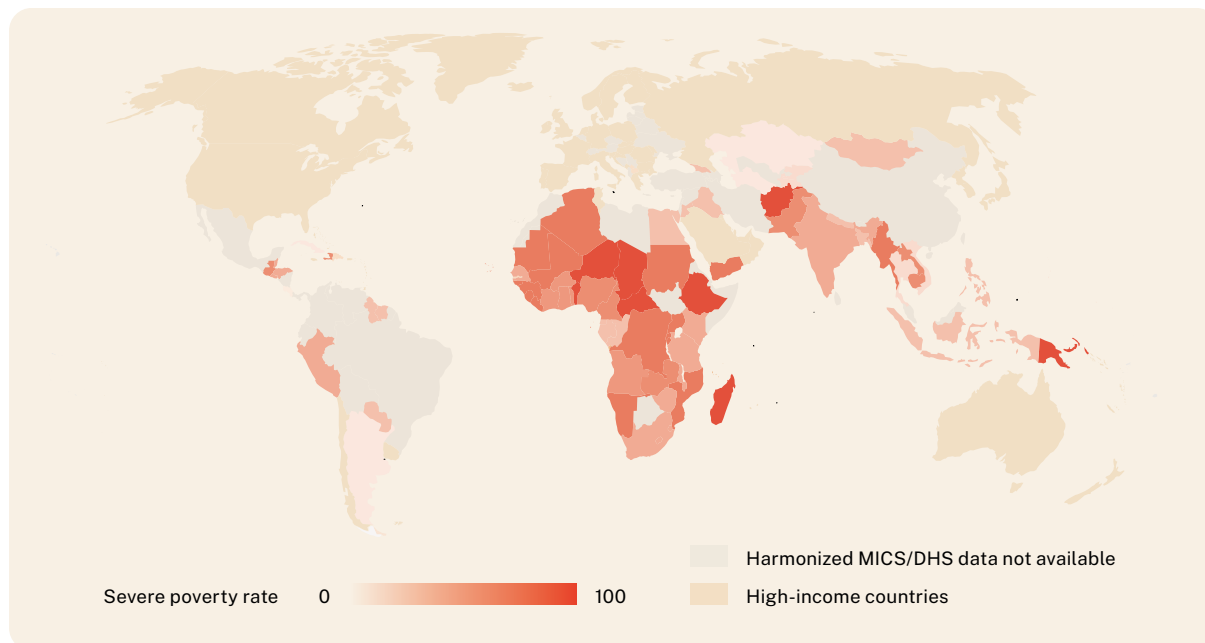 Harmonized MICS/DHS data not available
Severe poverty rate 0 100 High-income countries